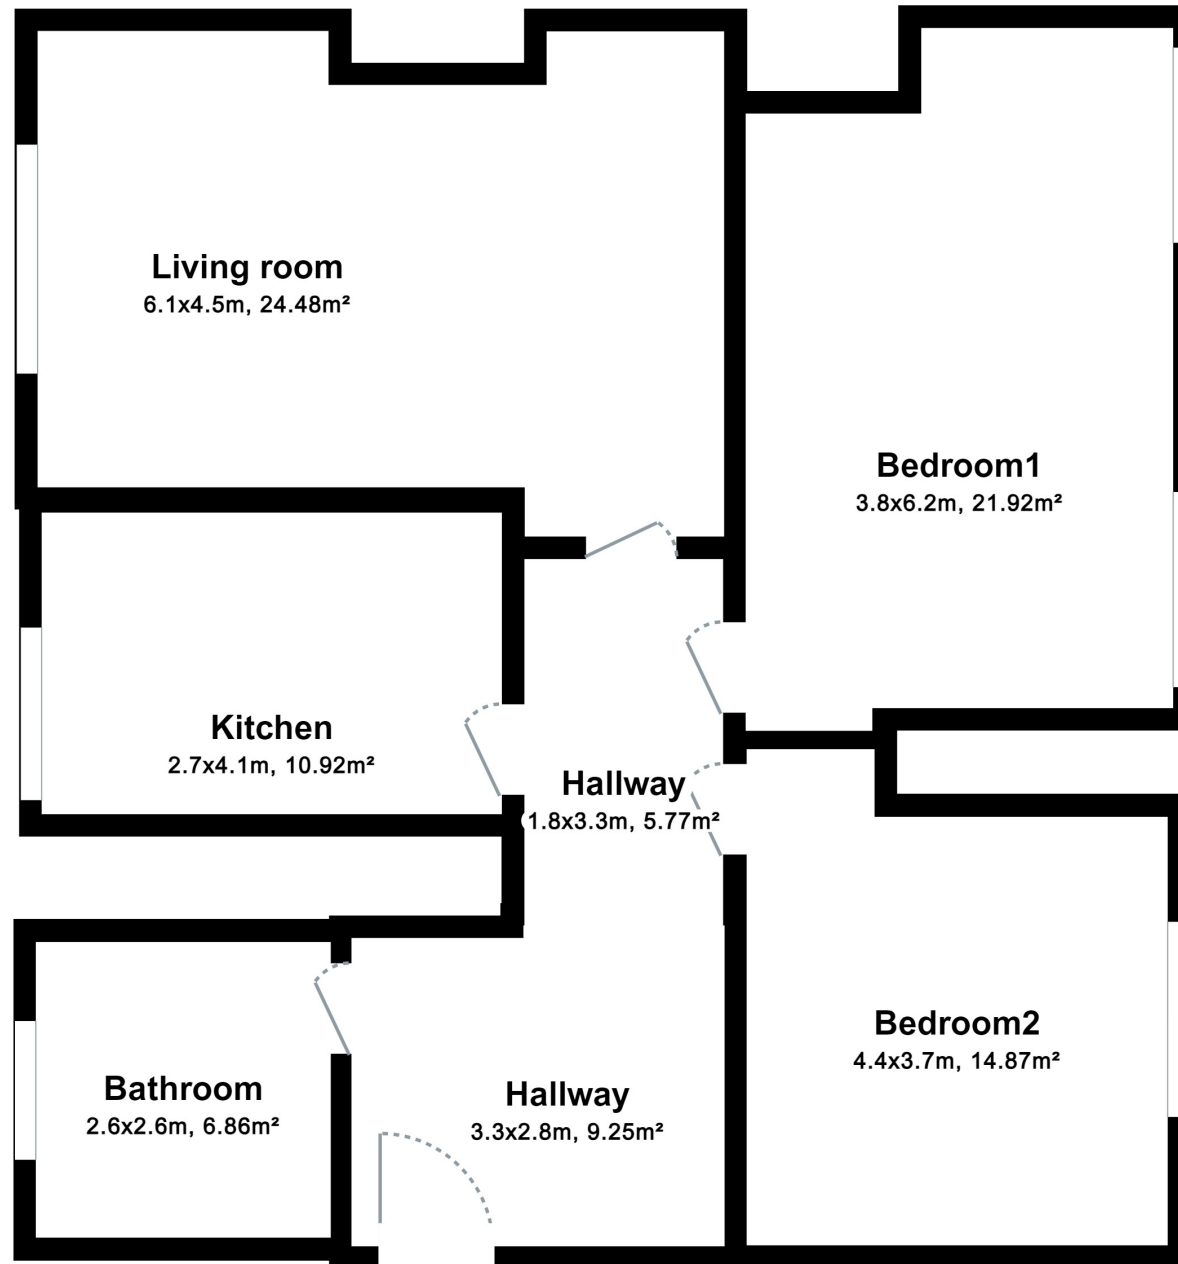 Living room
6.1x4.5m, 24.48m²
Bedroom1
3.8x6.2m, 21.92m²
Kitchen
2.7x4.1m, 10.92m²
Hallway
1.8x3.3m, 5.77m²
Bedroom2
4.4x3.7m, 14.87m²
Bathroom
2.6x2.6m, 6.86m²
Hallway
3.3x2.8m, 9.25m²